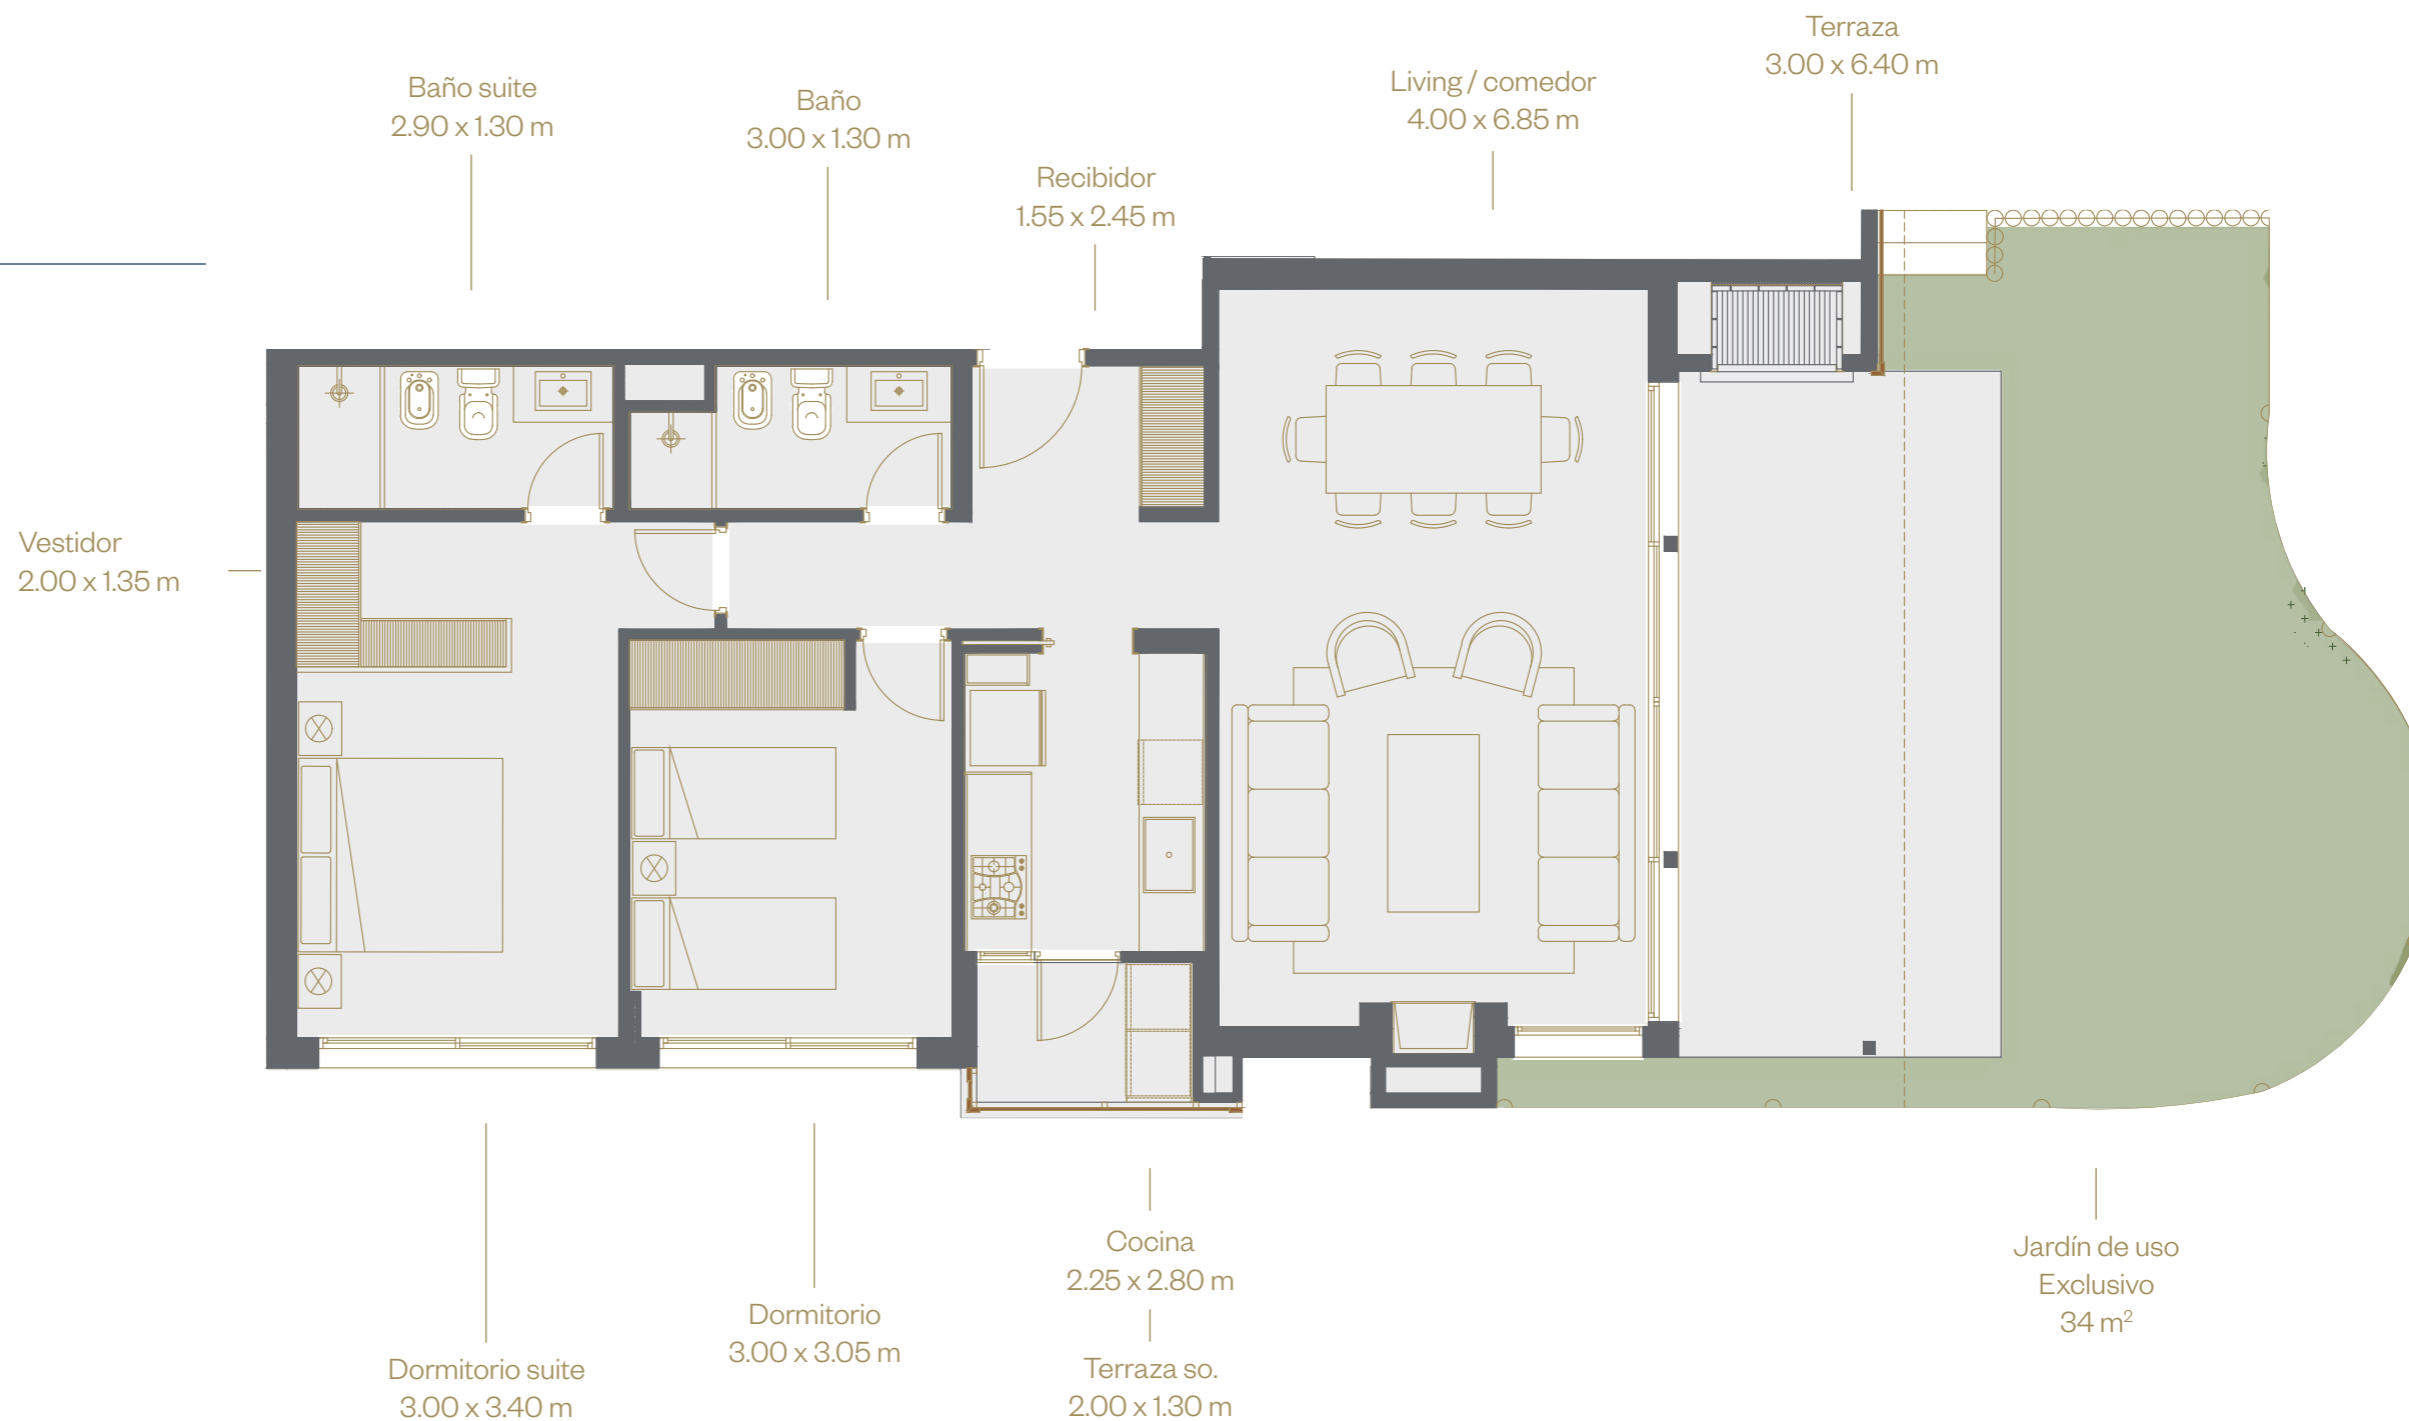 Terraza
3.00 x 6.40 m
Living / comedor
4.00 x 6.85 m
Baño suite
2.90 x 1.30 m
Baño
3.00 x 1.30 m
Recibidor
1.55 x 2.45 m
Vestidor
2.00 x 1.35 m
Cocina
2.25 x 2.80 m
Jardín de uso
Exclusivo
34 m²
Dormitorio
3.00 x 3.05 m
Terraza so.
2.00 x 1.30 m
Dormitorio suite
3.00 x 3.40 m